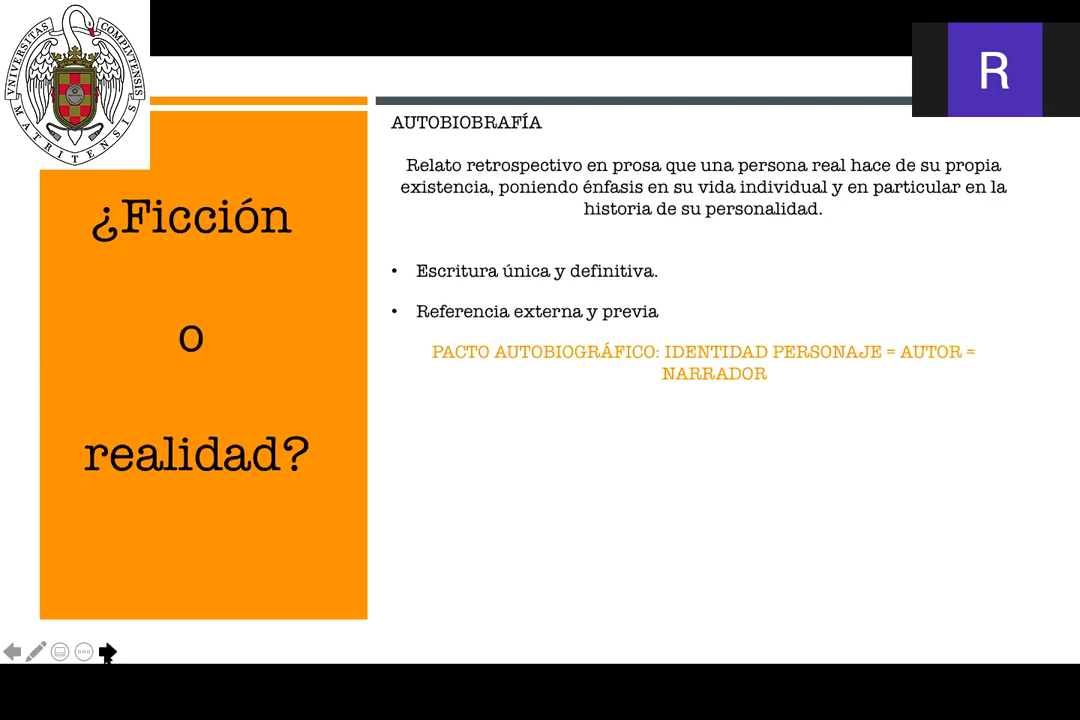 VNIVERSITAS COMPLVTENSIS
MATRITENSIS
R
¿Ficción
o
realidad?
AUTOBIOBRAFÍA
Relato retrospectivo en prosa que una persona real hace de su propia
existencia, poniendo énfasis en su vida individual y en particular en la
historia de su personalidad.
• Escritura única y definitiva.
• Referencia externa y previa
PACTO AUTOBIOGRÁFICO: IDENTIDAD PERSONAJE = AUTOR =
NARRADOR